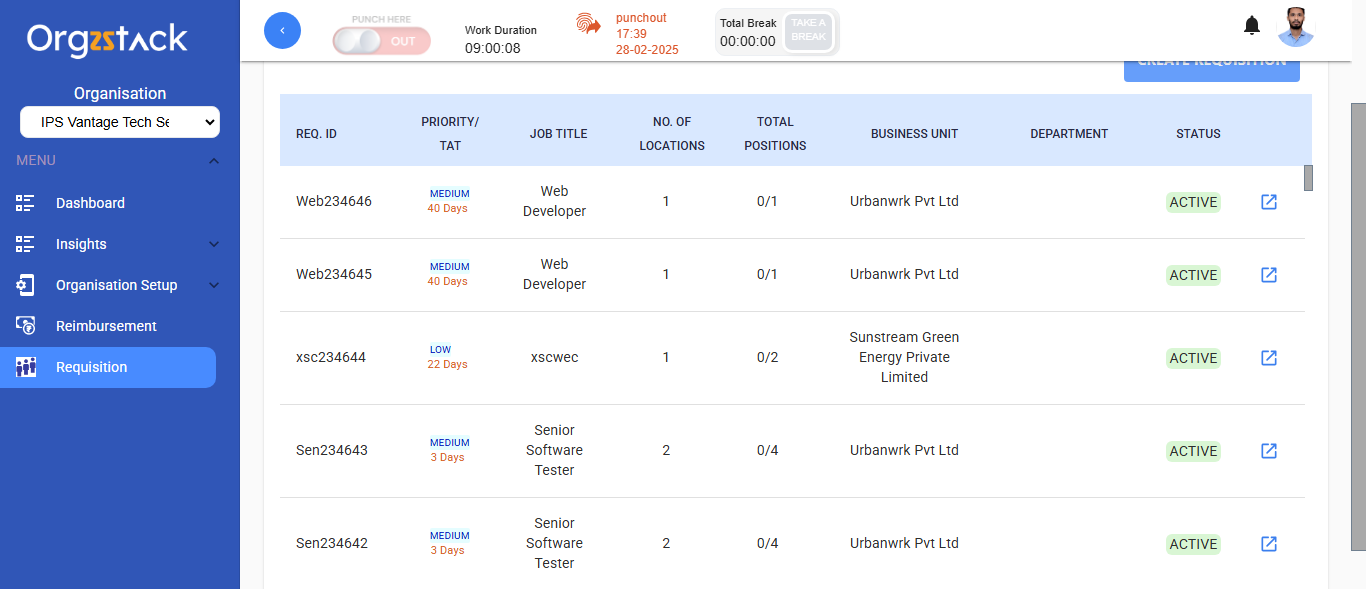 Orgzstack
Organisation
IPS Vantage Tech Se
MENU
Dashboard
Insights
Organisation Setup
Reimbursement
Requisition
PUNCH HERE
OUT
Work Duration
09:00:08
punchout
17:39
28-02-2025
Total Break
00:00:00
TAKE A
BREAK
CREATE REQUISITION
REQ. ID
PRIORITY/
TAT
JOB TITLE
NO. OF
LOCATIONS
TOTAL
POSITIONS
BUSINESS UNIT
DEPARTMENT
STATUS
Web234646
MEDIUM
40 Days
Web
Developer
1
0/1
Urbanwrk Pvt Ltd
ACTIVE
Web234645
MEDIUM
40 Days
Web
Developer
1
0/1
Urbanwrk Pvt Ltd
ACTIVE
xsc234644
LOW
22 Days
xscwec
1
0/2
Sunstream Green
Energy Private
Limited
ACTIVE
Sen234643
MEDIUM
3 Days
Senior
Software
Tester
2
0/4
Urbanwrk Pvt Ltd
ACTIVE
Sen234642
MEDIUM
3 Days
Senior
Software
Tester
2
0/4
Urbanwrk Pvt Ltd
ACTIVE